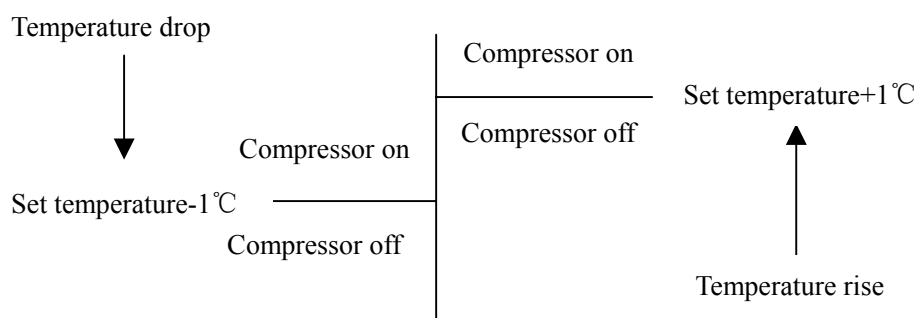 Temperature drop
Compressor on
Set temperature+1℃
Compressor off
Compressor on
Set temperature-1℃
Compressor off
Temperature rise